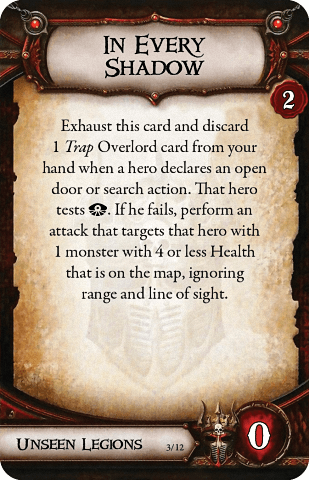 In Every
Shadow
2
Exhaust this card and discard
1 Trap Overlord card from your
hand when a hero declares an open
door or search action. That hero
tests . If he fails, perform an
attack that targets that hero with
1 monster with 4 or less Health
that is on the map, ignoring
range and line of sight.
Unseen Legions 3/12
0